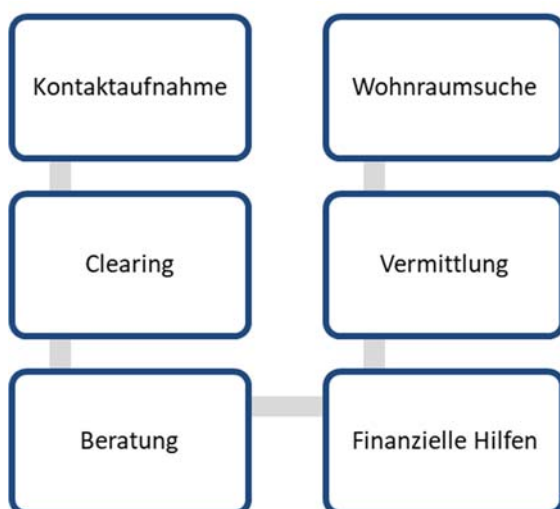 Kontaktaufnahme
Clearing
Beratung
Finanzielle Hilfen
Vermittlung
Wohnraumsuche